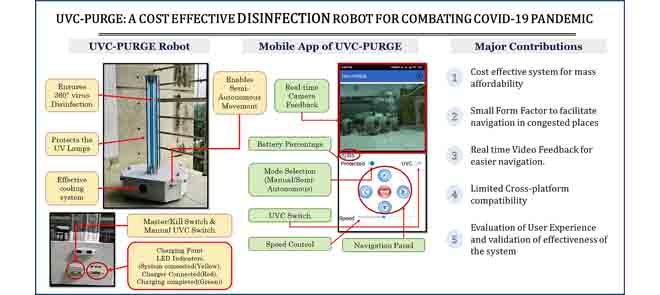 UVC-PURGE: A COST EFFECTIVE DISINFECTION ROBOT FOR COMBATING COVID-19 PANDEMIC
UVC-PURGE Robot
Ensures
360° virus
Disinfection
Protects the
UV Lamps
Effective
cooling
system
Enables
Semi-
Autonomous
Movement
Master/Kill Switch &
Manual UVC Switch
Charging Point
LED Indicators.
(System connected(Yellow),
Charger Connected(Red),
Charging completed(Green))
Mobile App of UVC-PURGE
Real-time
Camera
Feedback
Battery Percentage
Mode Selection
(Manual/Semi-
Autonomous)
UVC Switch
Speed Control
Navigation Panel
Protected
UVC
Speed
Major Contributions
1 Cost effective system for mass
affordability
2 Small Form Factor to facilitate
navigation in congested places
3 Real time Video Feedback for
easier navigation.
4 Limited Cross-platform
compatibility
5 Evaluation of User Experience
and validation of effectiveness of
the system